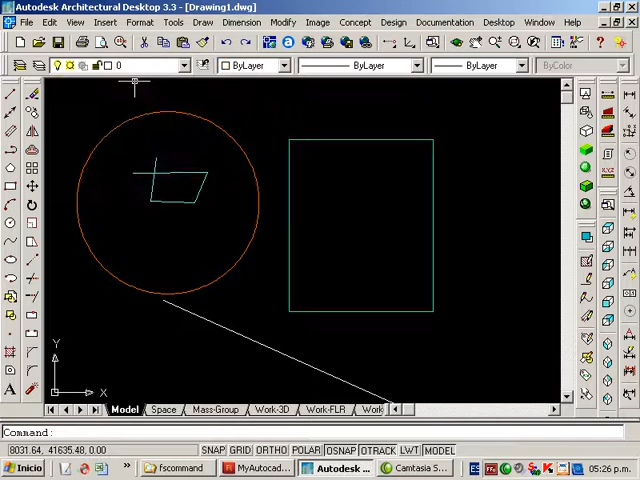 Autodesk Architectural Desktop 3.3 - [Drawing1.dwg]
File Edit View Insert Format Tools Draw Dimension Modify Image Concept Design Documentation Desktop Window Help
0 ByLayer ByLayer ByLayer ByColor
Y
X
Model Space Mass-Group Work-3D Work-FLR Work
Command:
8031.64, 41635.48, 0.00 SNAP GRID ORTHO POLAR OSNAP OTRACK LWT MODEL
Inicio » fscommand MyAutocad... Autodesk ... Camtasia S... ES 05:26 p.m.